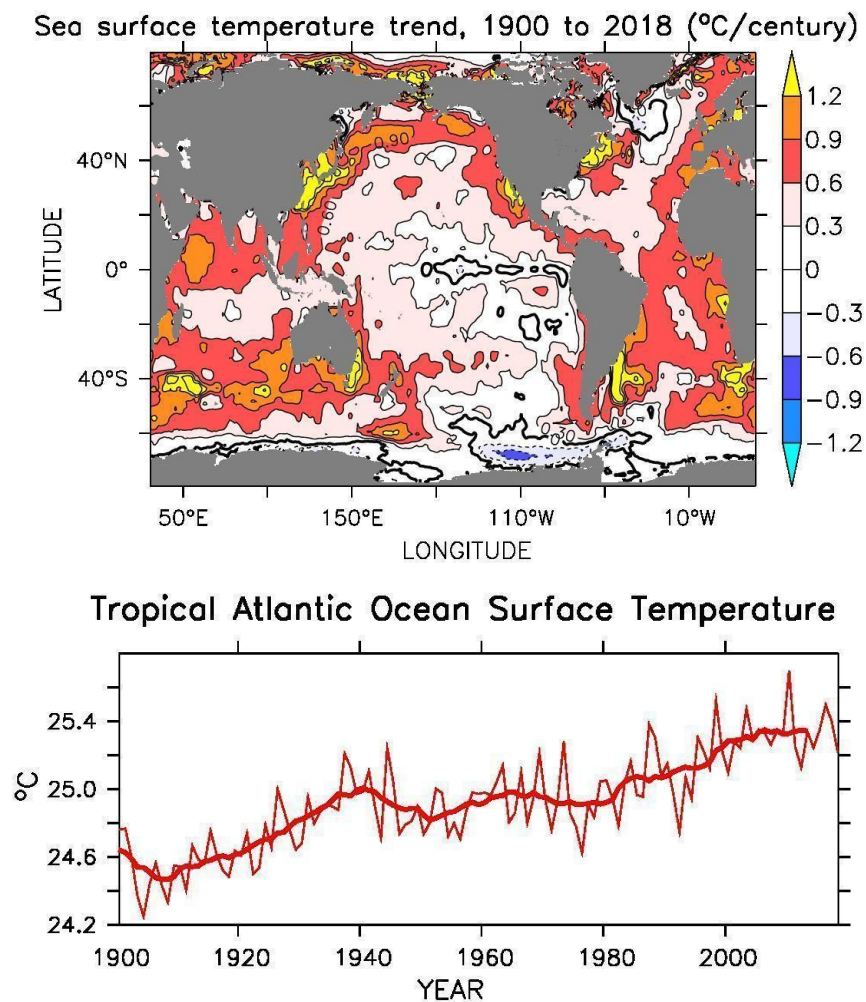 Sea surface temperature trend, 1900 to 2018 (°C/century)
1.2
0.9
0.6
0.3
0
−0.3
−0.6
−0.9
−1.2
40°N
0°
40°S
LATITUDE
0.90
50°E 150°E 110°W 10°W
LONGITUDE
Tropical Atlantic Ocean Surface Temperature
25.4
25.0
24.6
24.2
°C
1900 1920 1940 1960 1980 2000
YEAR